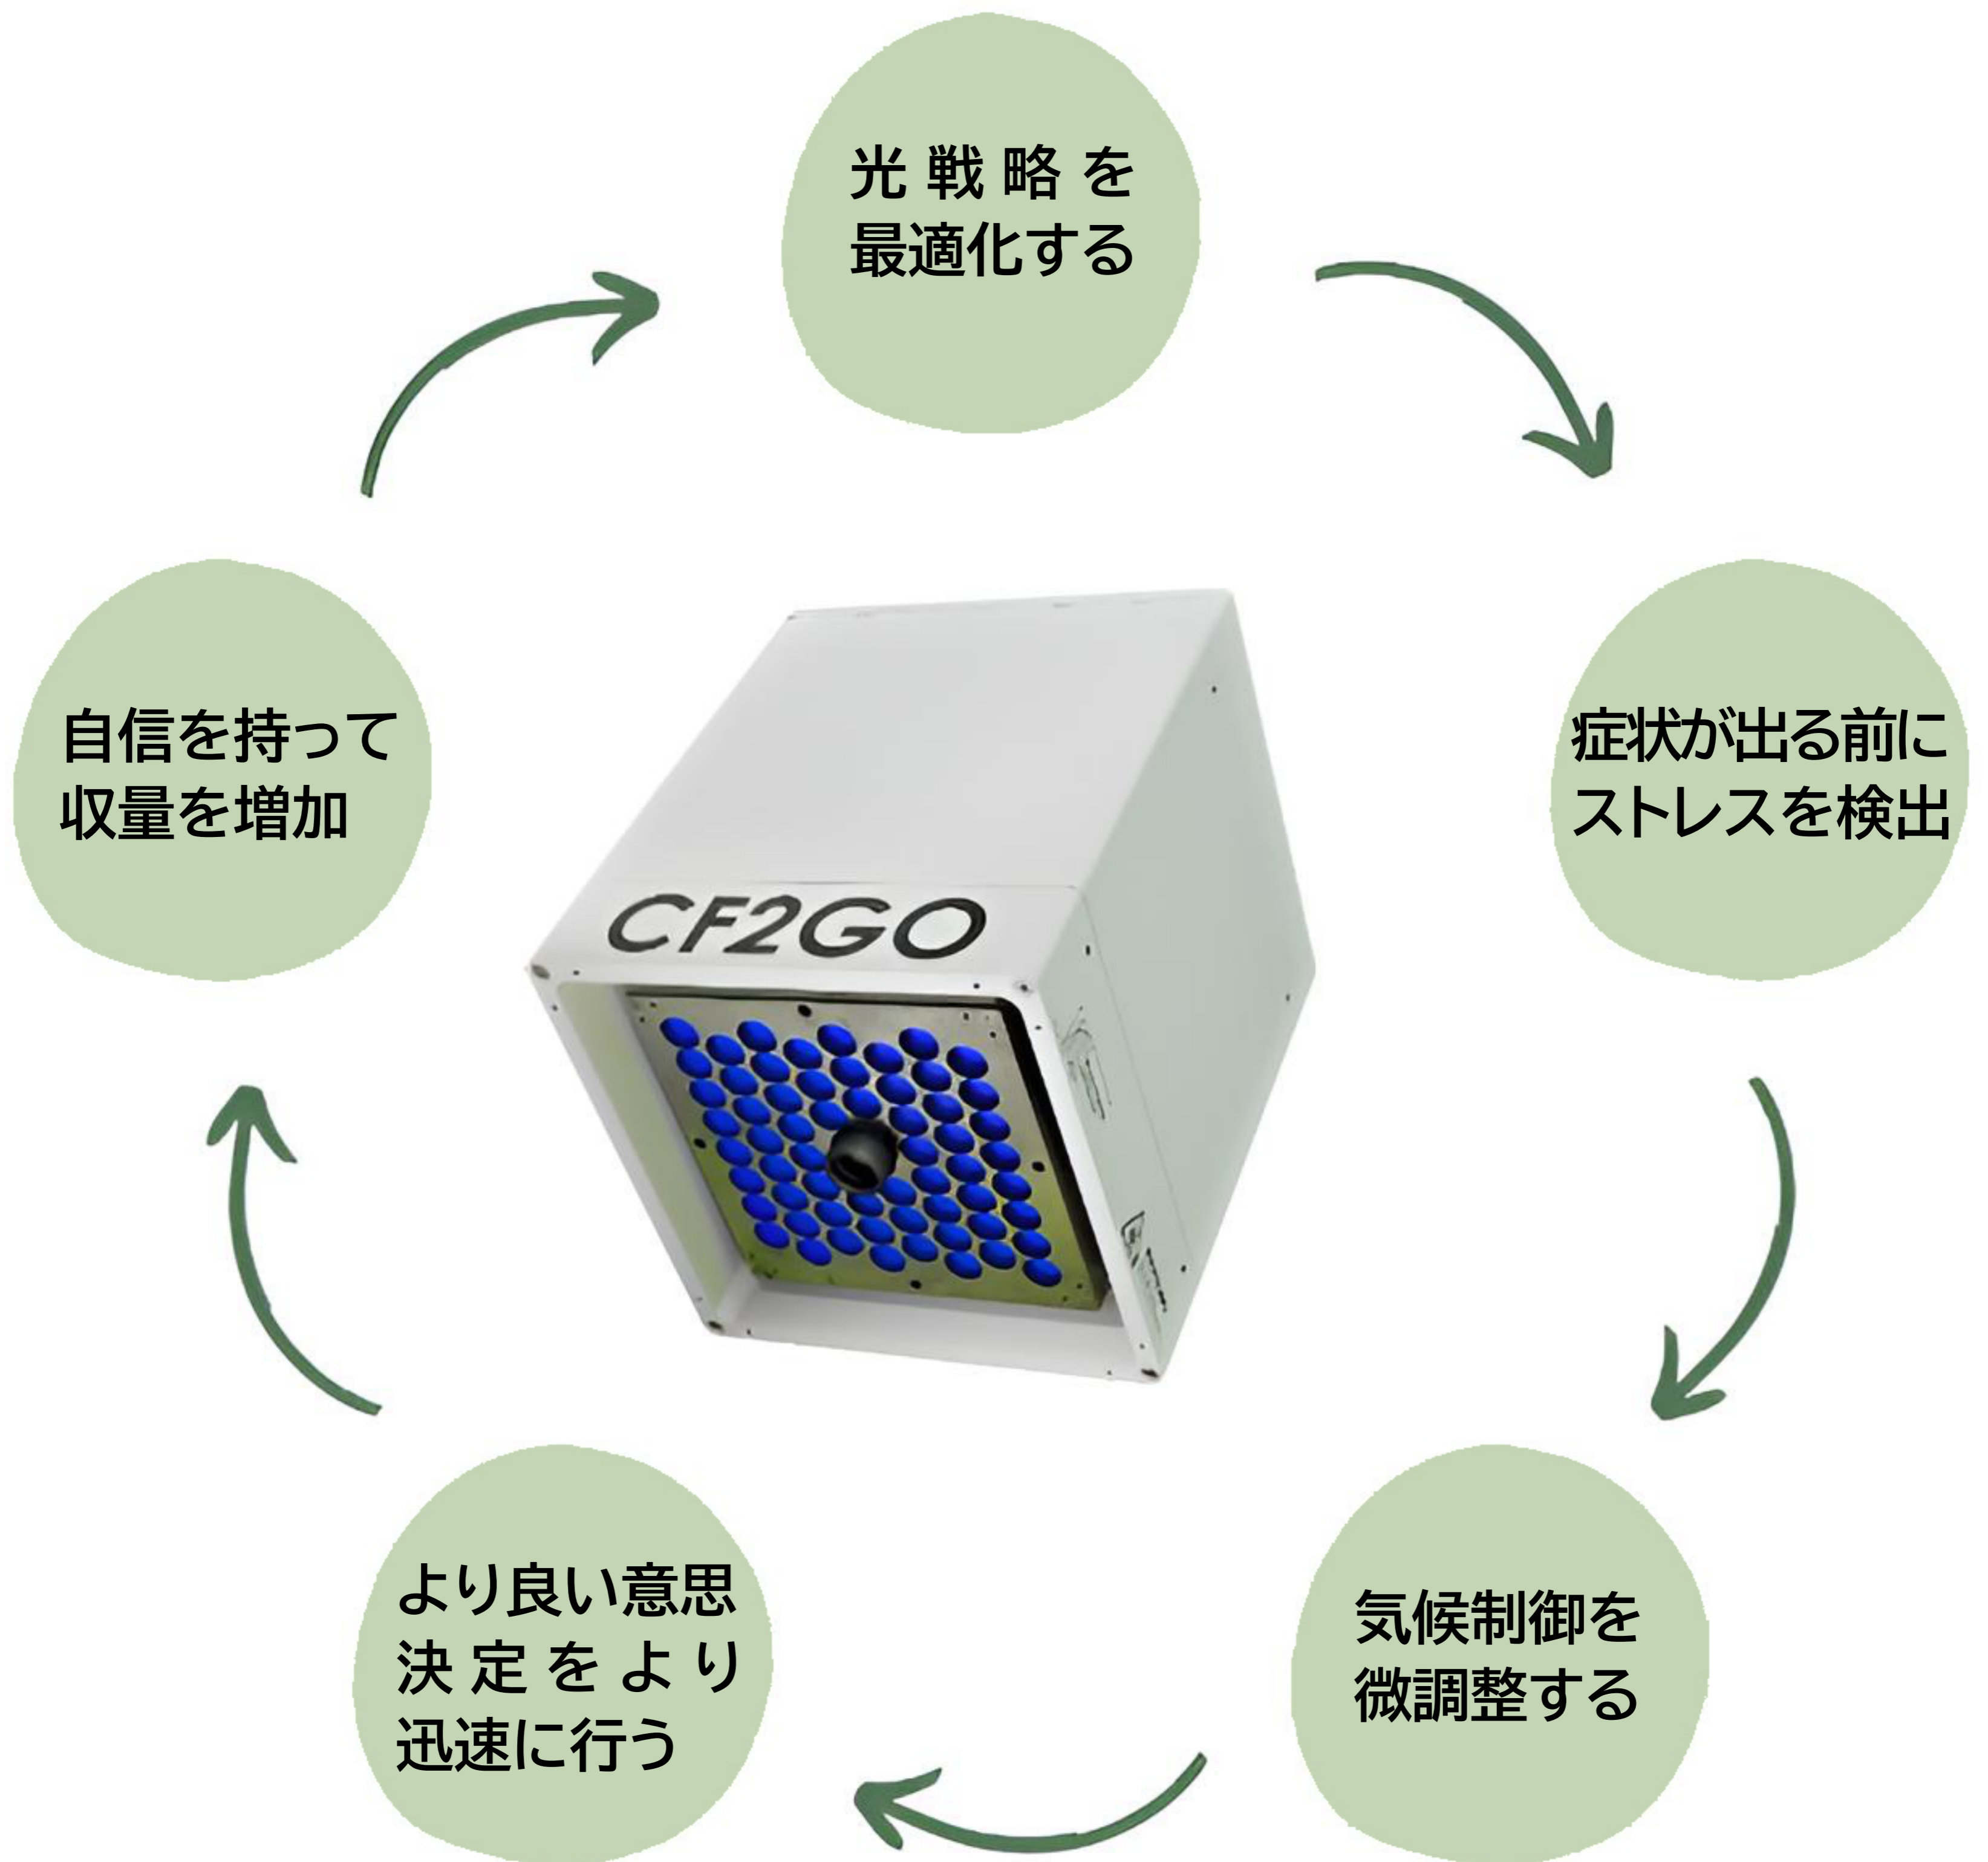 光戦略を
最適化する
症状が出る前に
ストレスを検出
気候制御を
微調整する
より良い意思
決定をより
迅速に行う
自信を持って
収量を増加
CF2GO